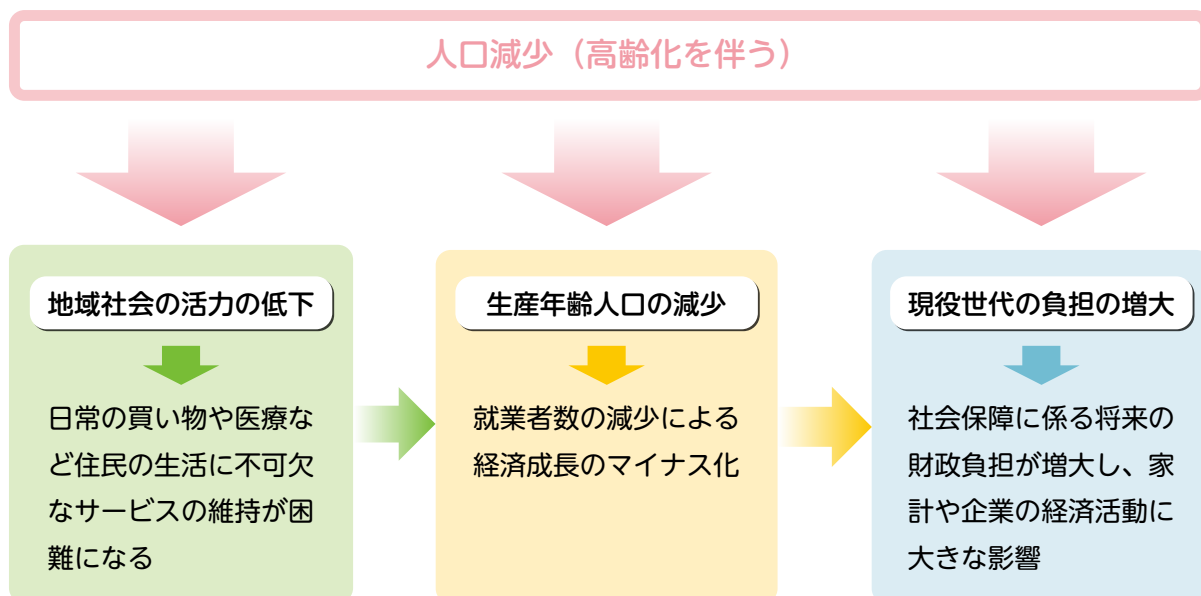 人口減少（高齢化を伴う）
地域社会の活力の低下
日常の買い物や医療な
ど住民の生活に不可欠
なサービスの維持が困
難になる
生産年齢人口の減少
就業者数の減少による
経済成長のマイナス化
現役世代の負担の増大
社会保障に係る将来の
財政負担が増大し、家
計や企業の経済活動に
大きな影響